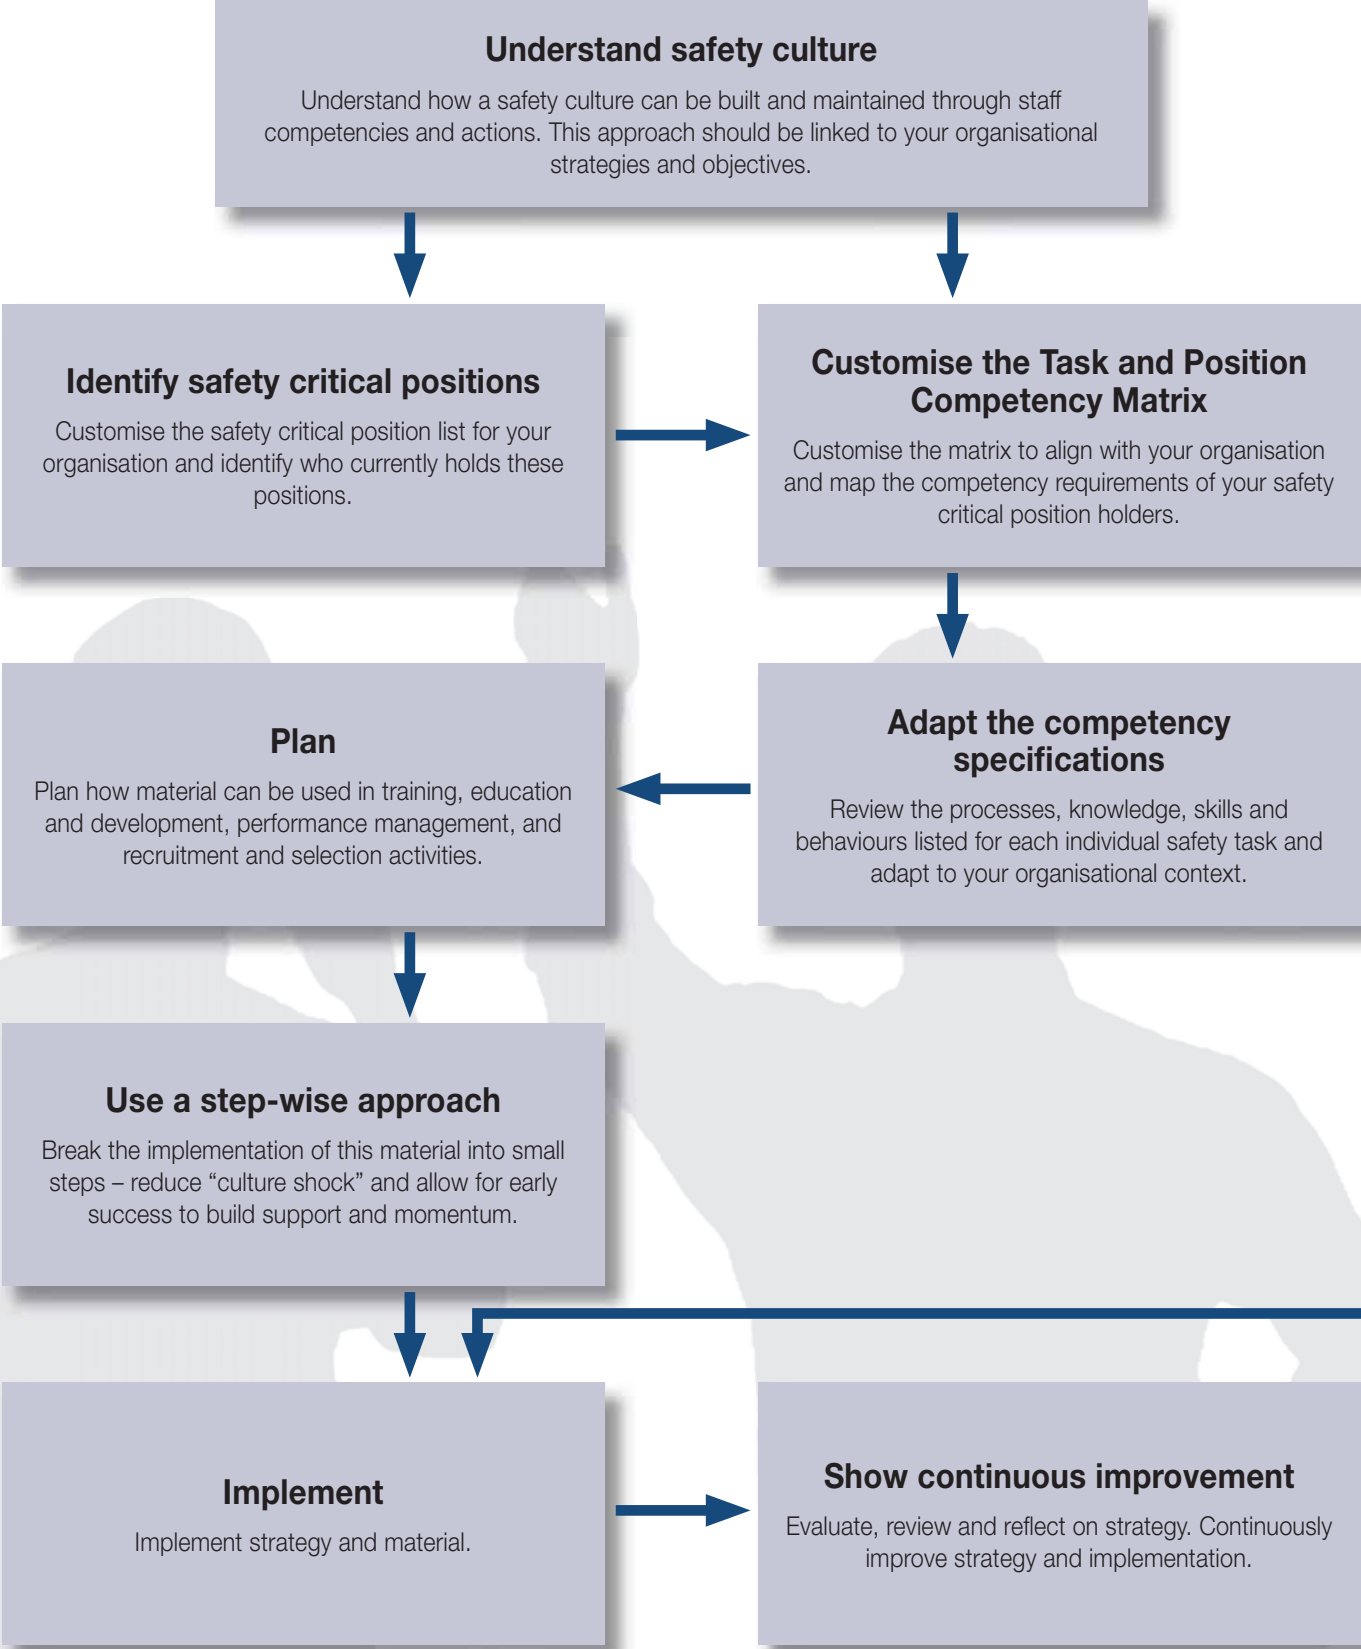 Understand safety culture
Understand how a safety culture can be built and maintained through staff
competencies and actions. This approach should be linked to your organisational
strategies and objectives.
Identify safety critical positions
Customise the safety critical position list for your
organisation and identify who currently holds these
positions.
Customise the Task and Position
Competency Matrix
Customise the matrix to align with your organisation
and map the competency requirements of your safety
critical position holders.
Plan
Plan how material can be used in training, education
and development, performance management, and
recruitment and selection activities.
Adapt the competency
specifications
Review the processes, knowledge, skills and
behaviours listed for each individual safety task and
adapt to your organisational context.
Use a step-wise approach
Break the implementation of this material into small
steps – reduce “culture shock” and allow for early
success to build support and momentum.
Implement
Implement strategy and material.
Show continuous improvement
Evaluate, review and reflect on strategy. Continuously
improve strategy and implementation.